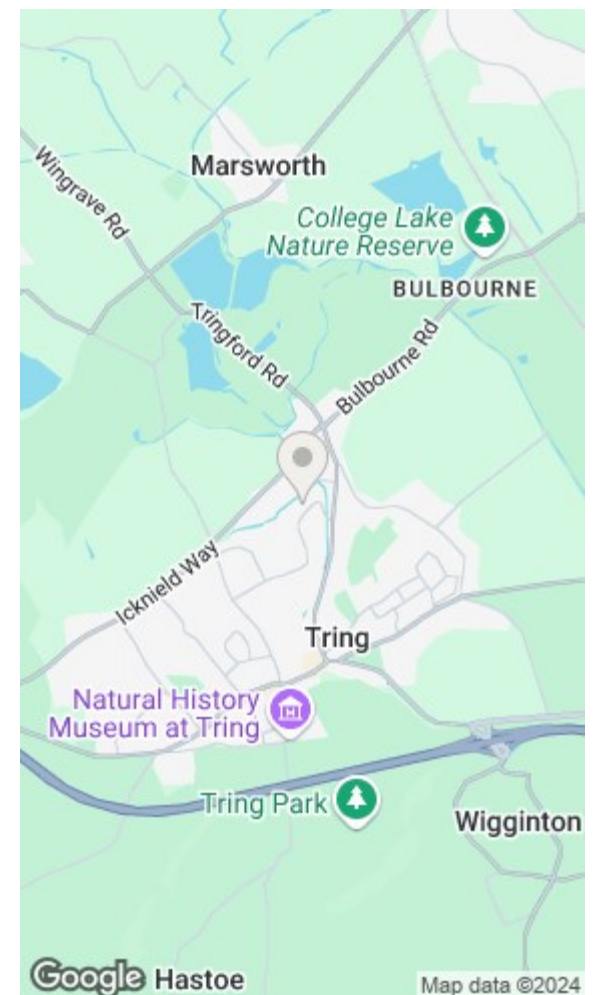 Wingrave Rd
Marsworth
College Lake
Nature Reserve
BULBOURNE
Tringford Rd
Bulbourne Rd
Icknield Way
Tring
Natural History
Museum at Tring
Tring Park
Wigginton
Google
Hastoe
Map data ©2024